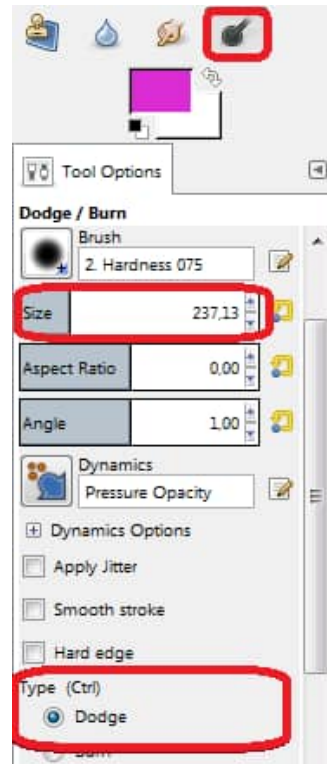 Tool Options
Dodge / Burn
Brush
2. Hardness 075
Size 237,13
Aspect Ratio 0,00
Angle 1,00
Dynamics
Pressure Opacity
Dynamics Options
Apply Jitter
Smooth stroke
Hard edge
Type (Ctrl)
Dodge